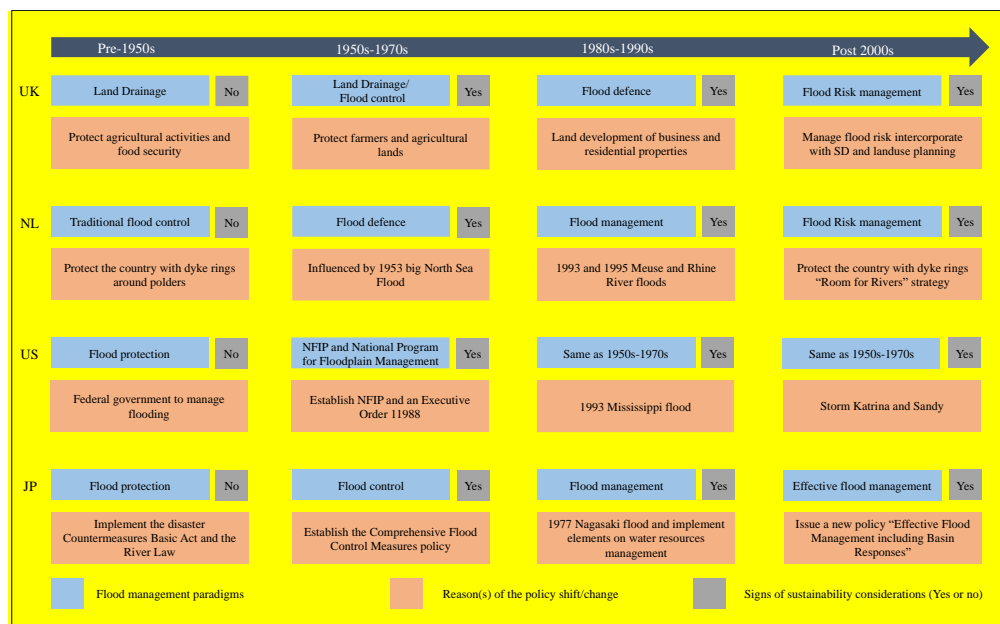 Pre-1950s 1950s-1970s 1980s-1990s Post 2000s
UK
Land Drainage
No
Land Drainage/
Flood control
Yes
Flood defence
Yes
Flood Risk management
Yes
Protect agricultural activities and
food security
Protect farmers and agricultural
lands
Land development of business and
residential properties
Manage flood risk intercorporate
with SD and landuse planning
NL
Traditional flood control
No
Flood defence
Yes
Flood management
Yes
Flood Risk management
Yes
Protect the country with dyke rings
around polders
Influenced by 1953 big North Sea
Flood
1993 and 1995 Meuse and Rhine
River floods
Protect the country with dyke rings
“Room for Rivers” strategy
US
Flood protection
No
NFIP and National Program
for Floodplain Management
Yes
Same as 1950s-1970s
Yes
Same as 1950s-1970s
Yes
Federal government to manage
flooding
Establish NFIP and an Executive
Order 11988
1993 Mississippi flood
Storm Katrina and Sandy
JP
Flood protection
No
Flood control
Yes
Flood management
Yes
Effective flood management
Yes
Implement the disaster
Countermeasures Basic Act and the
River Law
Establish the Comprehensive Flood
Control Measures policy
1977 Nagasaki flood and implement
elements on water resources
management
Issue a new policy “Effective Flood
Management including Basin
Responses”
Flood management paradigms
Reason(s) of the policy shift/change
Signs of sustainability considerations (Yes or no)